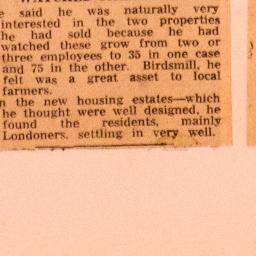 e said he was naturally very
interested in the two properties
he had sold because he had
watched these grow from two or
three employees to 35 in one case
and 75 in the other. Birdsmill, he
felt was a great asset to local
farmers.
n the new housing estates—which
he thought were well designed, he
found the residents, mainly
Londoners, settling in very well.